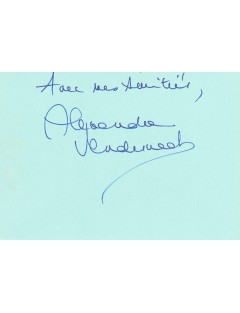 Avec mes Amitiés,
Alexandra
Vandernoot